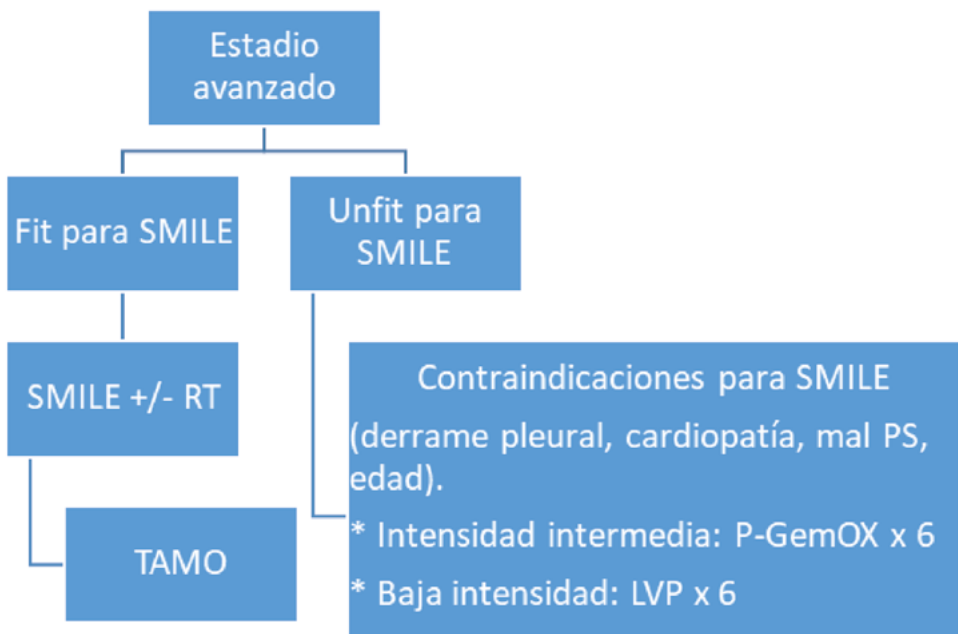 Estadio
avanzado
Fit para SMILE
Unfit para
SMILE
SMILE +/- RT
TAMO
Contraindicaciones para SMILE
(derrame pleural, cardiopatía, mal PS,
edad).
* Intensidad intermedia: P-GemOX x 6
* Baja intensidad: LVP x 6